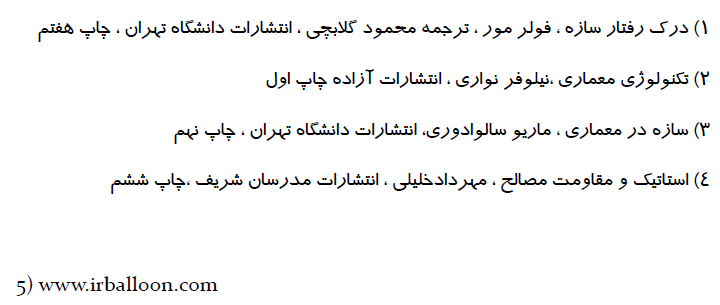 ۱) درک رفتار سازه ، فولر مور ، ترجمه محمود گلابچی ، انتشارات دانشگاه تهران ، چاپ هفتم
۲) تکنولوژی معماری ،نیلوفر نواری ، انتشارات آزاده چاپ اول
۳) سازه در معماری ، ماریو سالوادوری، انتشارات دانشگاه تهران ، چاپ نهم
٤) استاتیک و مقاومت مصالح ، مهردادخلیلی ، انتشارات مدرسان شریف ،چاپ ششم
5) www.irballoon.com